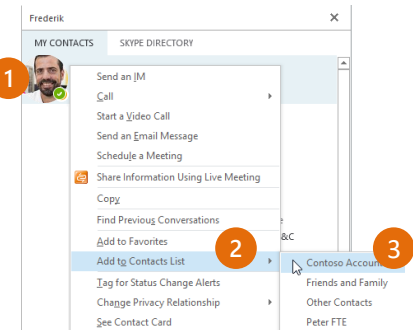 Frederik
MY CONTACTS SKYPE DIRECTORY
1
Send an IM
Call
Start a Video Call
Send an Email Message
Schedule a Meeting
Share Information Using Live Meeting
Copy
Find Previous Conversations
Add to Favorites
&C
2
Add to Contacts List
3
Contoso Accoun
Tag for Status Change Alerts
Friends and Family
Change Privacy Relationship
Other Contacts
See Contact Card
Peter FTE